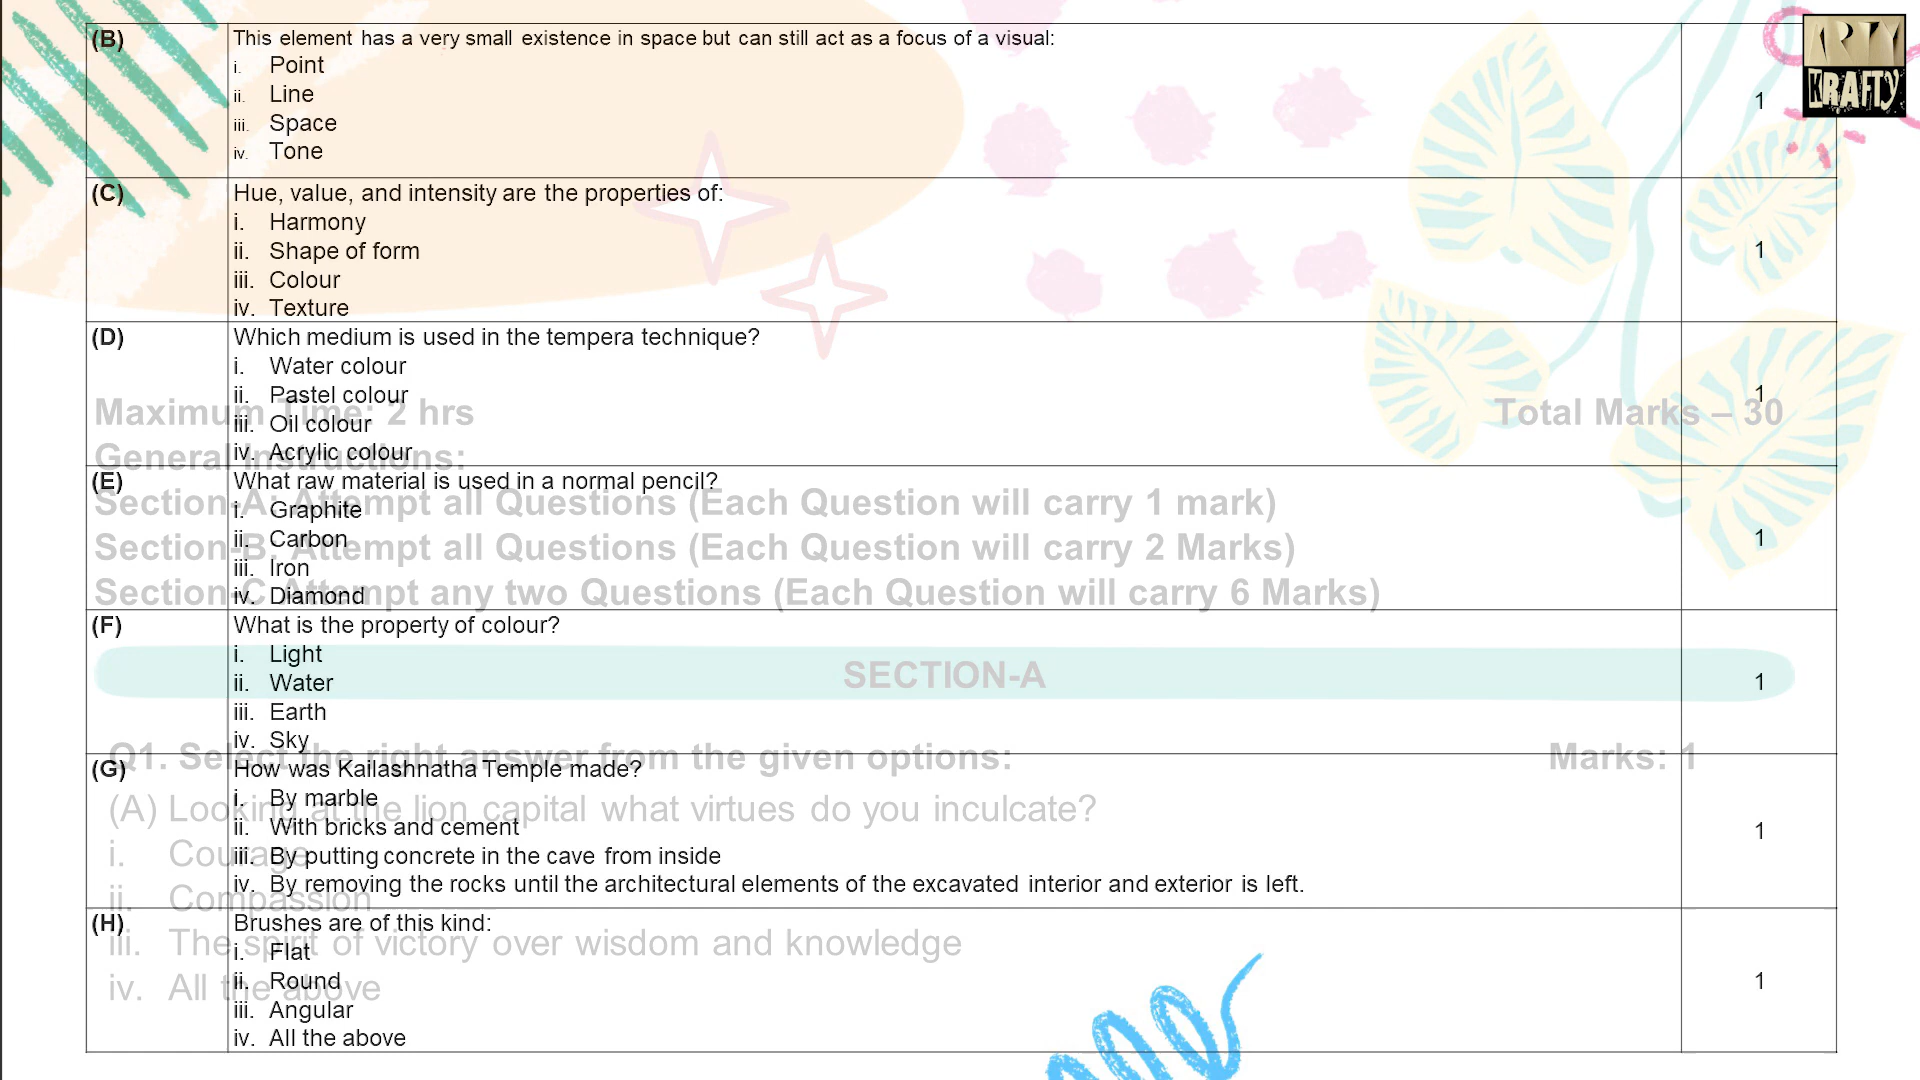 ARTY
KRAFTY
(B) This element has a very small existence in space but can still act as a focus of a visual:
i. Point
ii. Line
iii. Space
iv. Tone
1
(C) Hue, value, and intensity are the properties of:
i. Harmony
ii. Shape of form
iii. Colour
iv. Texture
1
(D) Which medium is used in the tempera technique?
i. Water colour
ii. Pastel colour
iii. Oil colour
iv. Acrylic colour
1
(E) What raw material is used in a normal pencil?
i. Graphite
ii. Carbon
iii. Iron
iv. Diamond
1
(F) What is the property of colour?
i. Light
ii. Water
iii. Earth
iv. Sky
1
(G) How was Kailashnatha Temple made?
i. By marble
ii. With bricks and cement
iii. By putting concrete in the cave from inside
iv. By removing the rocks until the architectural elements of the excavated interior and exterior is left.
1
(H) Brushes are of this kind:
i. Flat
ii. Round
iii. Angular
iv. All the above
1
Maximum Time: 2 hrs Total Marks – 30
General Instructions:
Section-A: Attempt all Questions (Each Question will carry 1 mark)
Section-B: Attempt all Questions (Each Question will carry 2 Marks)
Section-C Attempt any two Questions (Each Question will carry 6 Marks)
SECTION-A
Q1. Select the right answer from the given options: Marks: 1
(A) Looking at the lion capital what virtues do you inculcate?
i. Courage
ii. Compassion
iii. The spirit of victory over wisdom and knowledge
iv. All the above